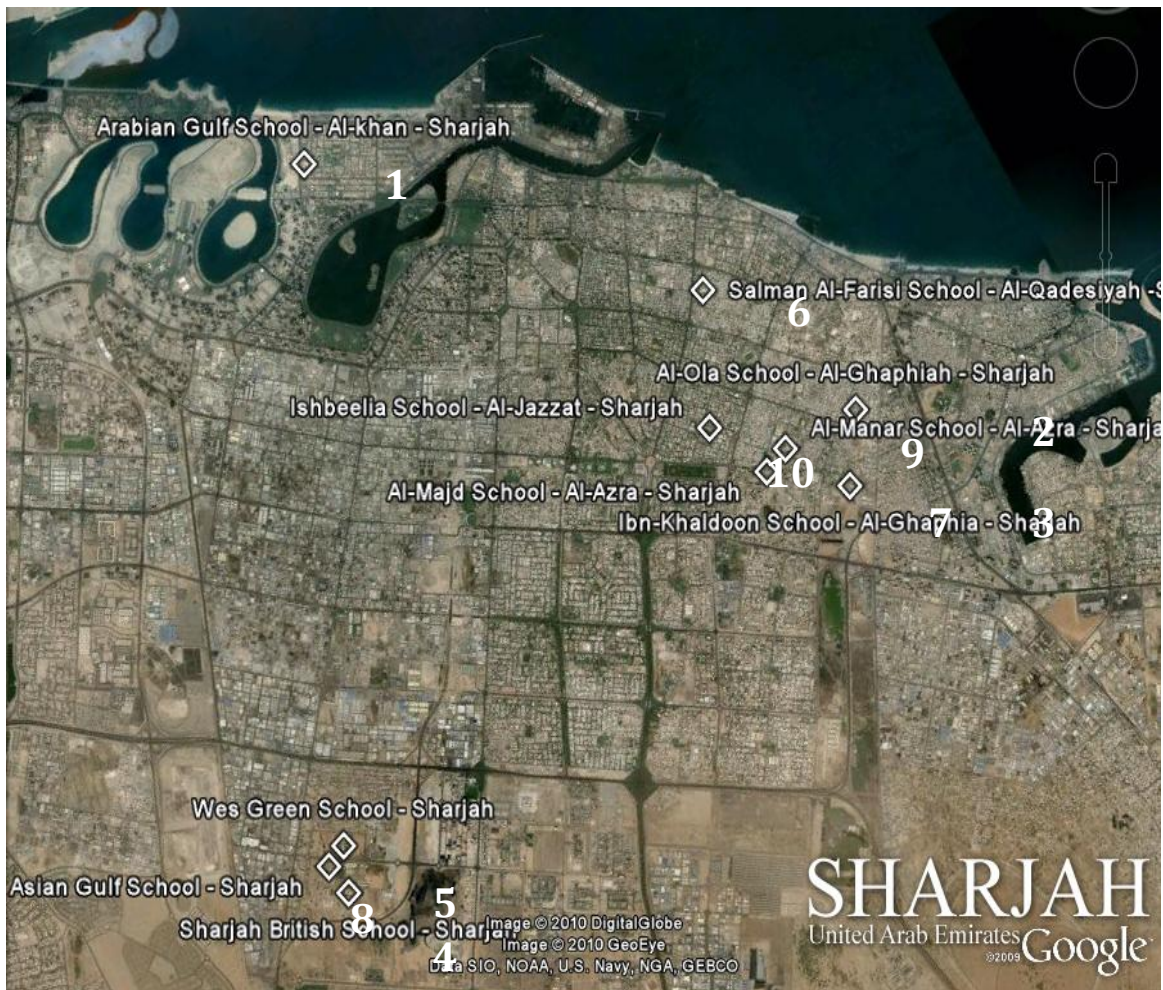 Arabian Gulf School - Al-khan - Sharjah
1
Salman Al-Farisi School - Al-Qadesiyah -S
6
Al-Ola School - Al-Ghaphiah - Sharjah
Ishbeelia School - Al-Jazzat - Sharjah
Al-Manar School - Al-Azra - Sharja
2
9
10
Al-Majd School - Al-Azra - Sharjah
Ibn-Khaldoon School - Al-Ghaphia - Sharjah
7
3
Wes Green School - Sharjah
Asian Gulf School - Sharjah
5
8
Sharjah British School - Sharjah
4
Image © 2010 DigitalGlobe
Image © 2010 GeoEye
Data SIO, NOAA, U.S. Navy, NGA, GEBCO
SHARJAH
United Arab Emirates
©2009 Google